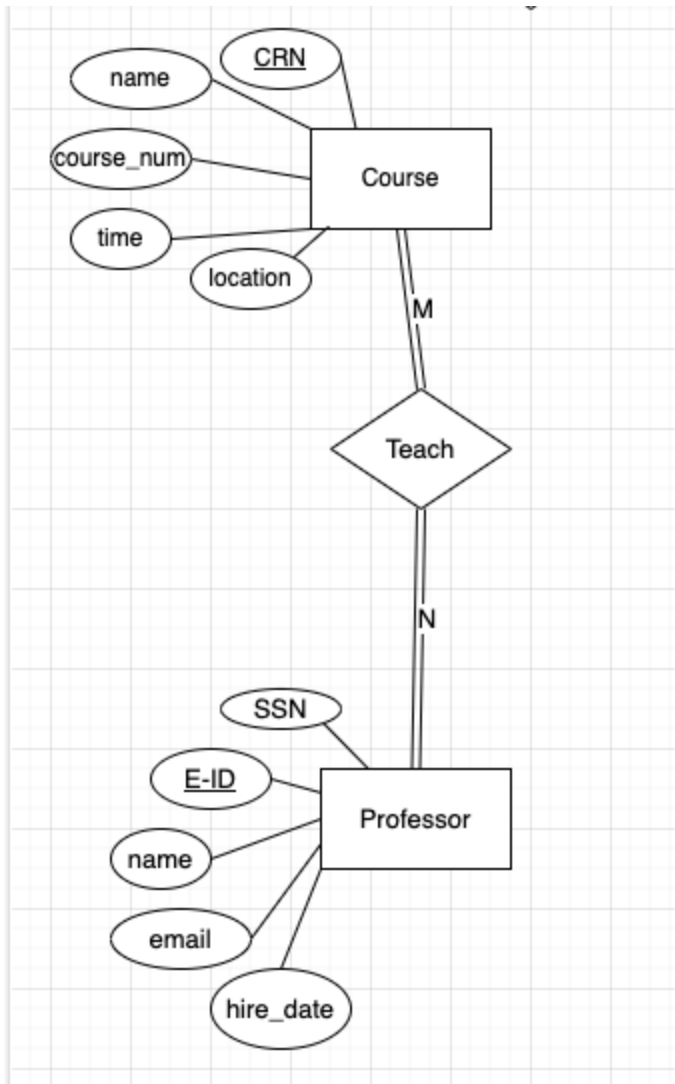 CRN
name
course_num
Course
time
location
M
Teach
N
SSN
E-ID
Professor
name
email
hire_date